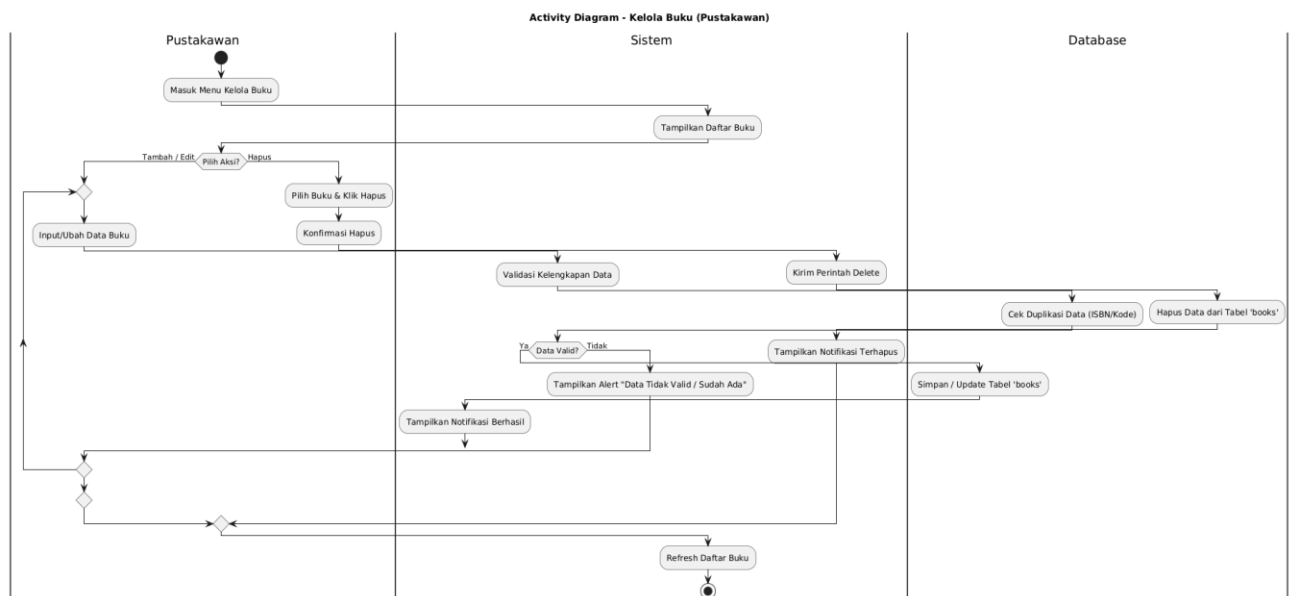 Activity Diagram - Kelola Buku (Pustakawan)
Pustakawan
Sistem
Database
Masuk Menu Kelola Buku
Tampilkan Daftar Buku
Tambah / Edit
Pilih Aksi?
Hapus
Pilih Buku & Klik Hapus
Input/Ubah Data Buku
Konfirmasi Hapus
Validasi Kelengkapan Data
Kirim Perintah Delete
Cek Duplikasi Data (ISBN/Kode)
Hapus Data dari Tabel 'books'
Ya
Data Valid?
Tidak
Tampilkan Notifikasi Terhapus
Tampilkan Alert "Data Tidak Valid / Sudah Ada"
Simpan / Update Tabel 'books'
Tampilkan Notifikasi Berhasil
Refresh Daftar Buku